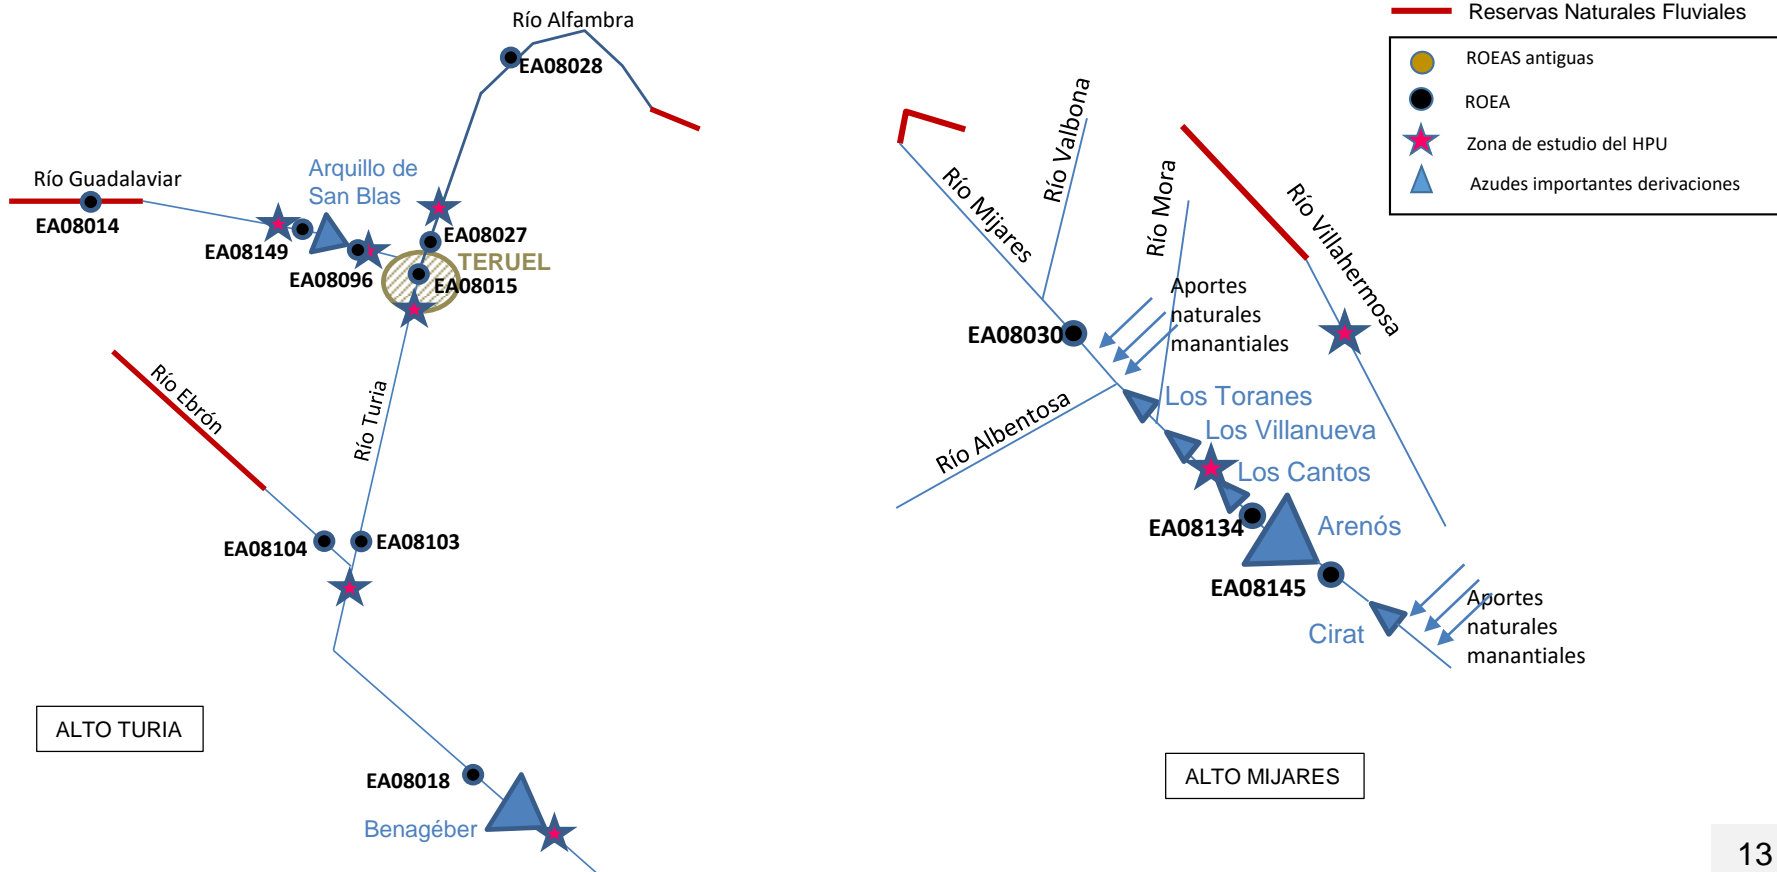 Río Alfambra
EA08028
Río Guadalaviar
EA08014
Arquillo de
San Blas
EA08149
EA08096
EA08027
TERUEL
EA08015
Río Ebrón
Río Turia
EA08104
EA08103
ALTO TURIA
EA08018
Benagéber
Reservas Naturales Fluviales
ROEAS antiguas
ROEA
Zona de estudio del HPU
Azudes importantes derivaciones
Río Mijares
Río Valbona
Río Mora
Río Villahermosa
Aportes
naturales
manantiales
EA08030
Río Albentosa
Los Toranes
Los Villanueva
Los Cantos
EA08134
Arenós
EA08145
Cirat
Aportes
naturales
manantiales
ALTO MIJARES
13